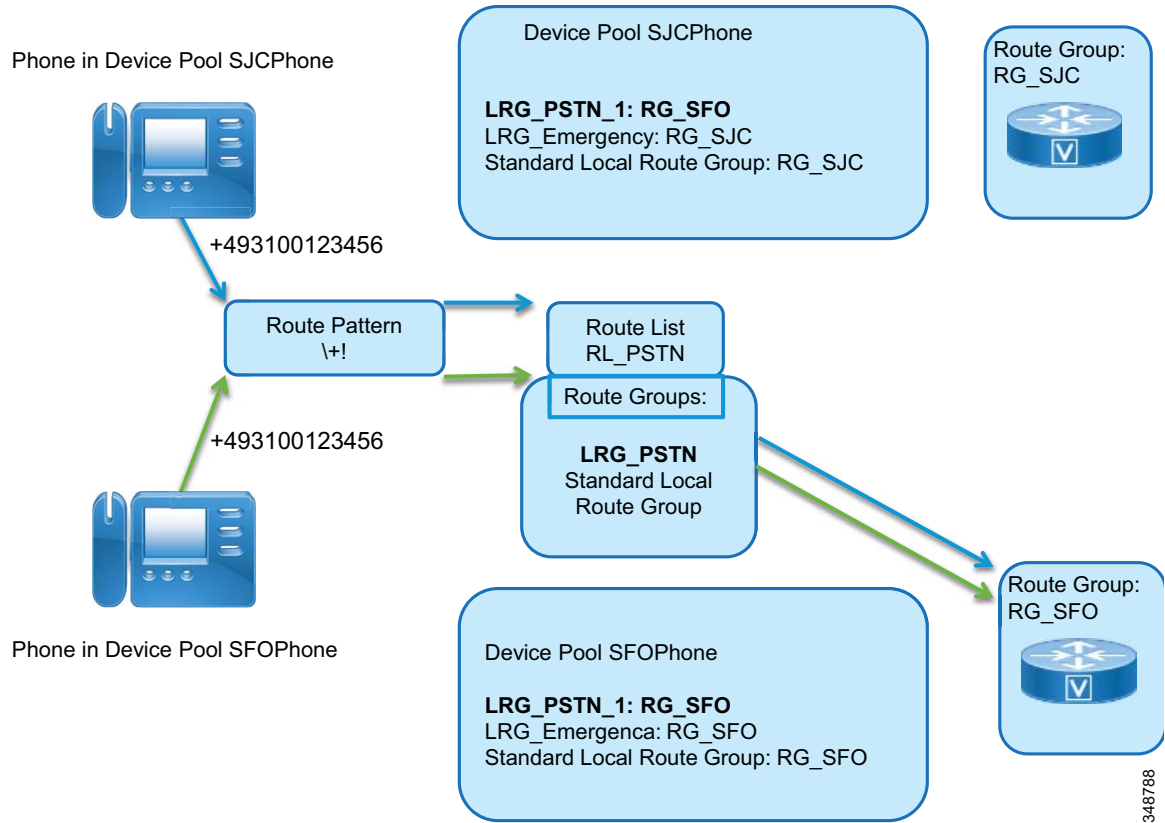 Phone in Device Pool SJCPhone
Device Pool SJCPhone
LRG_PSTN_1: RG_SFO
LRG_Emergency: RG_SJC
Standard Local Route Group: RG_SJC
Route Group:
RG_SJC
V
+493100123456
Route Pattern
\+!
Route List
RL_PSTN
Route Groups:
LRG_PSTN
Standard Local
Route Group
+493100123456
Phone in Device Pool SFOPhone
Device Pool SFOPhone
LRG_PSTN_1: RG_SFO
LRG_Emergenca: RG_SFO
Standard Local Route Group: RG_SFO
Route Group:
RG_SFO
V
348788